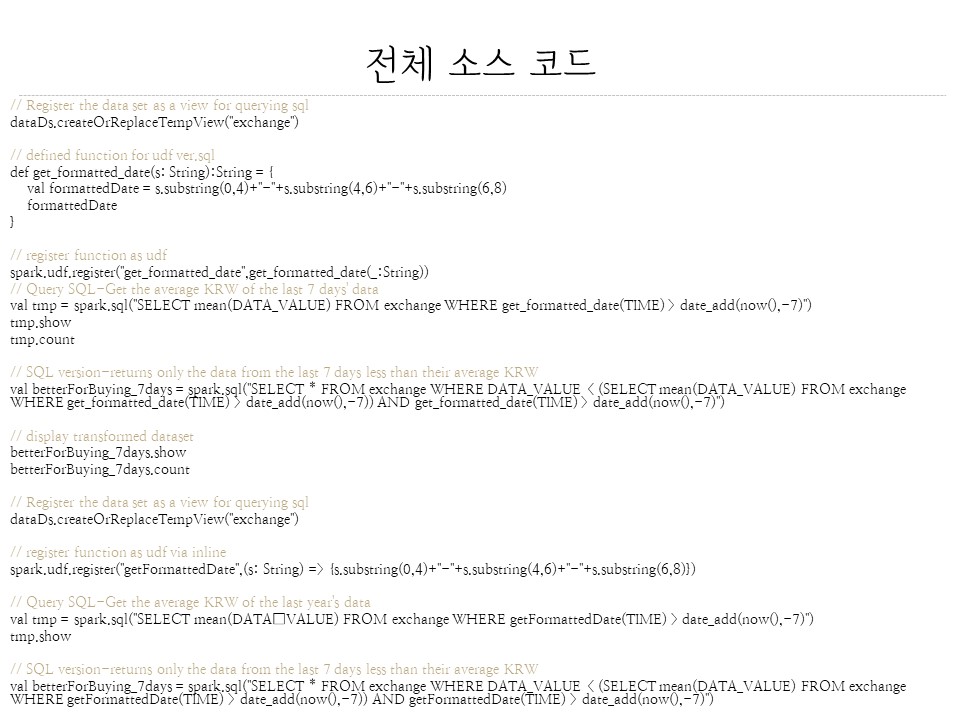 전체 소스 코드
// Register the data set as a view for querying sql
dataDs.createOrReplaceTempView("exchange")
// defined function for udf ver.sql
def get_formatted_date(s: String):String = {
val formattedDate = s.substring(0,4)+"-"+s.substring(4,6)+"-"+s.substring(6,8)
formattedDate
}
// register function as udf
spark.udf.register("get_formatted_date",get_formatted_date(_:String))
// Query SQL-Get the average KRW of the last 7 days' data
val tmp = spark.sql("SELECT mean(DATA_VALUE) FROM exchange WHERE get_formatted_date(TIME) > date_add(now(),-7)")
tmp.show
tmp.count
// SQL version-returns only the data from the last 7 days less than their average KRW
val betterForBuying_7days = spark.sql("SELECT * FROM exchange WHERE DATA_VALUE < (SELECT mean(DATA_VALUE) FROM exchange
WHERE get_formatted_date(TIME) > date_add(now(),-7)) AND get_formatted_date(TIME) > date_add(now(),-7)")
// display transformed dataset
betterForBuying_7days.show
betterForBuying_7days.count
// Register the data set as a view for querying sql
dataDs.createOrReplaceTempView("exchange")
// register function as udf via inline
spark.udf.register("getFormattedDate",(s: String) => {s.substring(0,4)+"-"+s.substring(4,6)+"-"+s.substring(6,8)})
// Query SQL-Get the average KRW of the last year's data
val tmp = spark.sql("SELECT mean(DATA□VALUE) FROM exchange WHERE getFormattedDate(TIME) > date_add(now(),-7)")
tmp.show
// SQL version-returns only the data from the last 7 days less than their average KRW
val betterForBuying_7days = spark.sql("SELECT * FROM exchange WHERE DATA_VALUE < (SELECT mean(DATA_VALUE) FROM exchange
WHERE getFormattedDate(TIME) > date_add(now(),-7)) AND getFormattedDate(TIME) > date_add(now(),-7)")